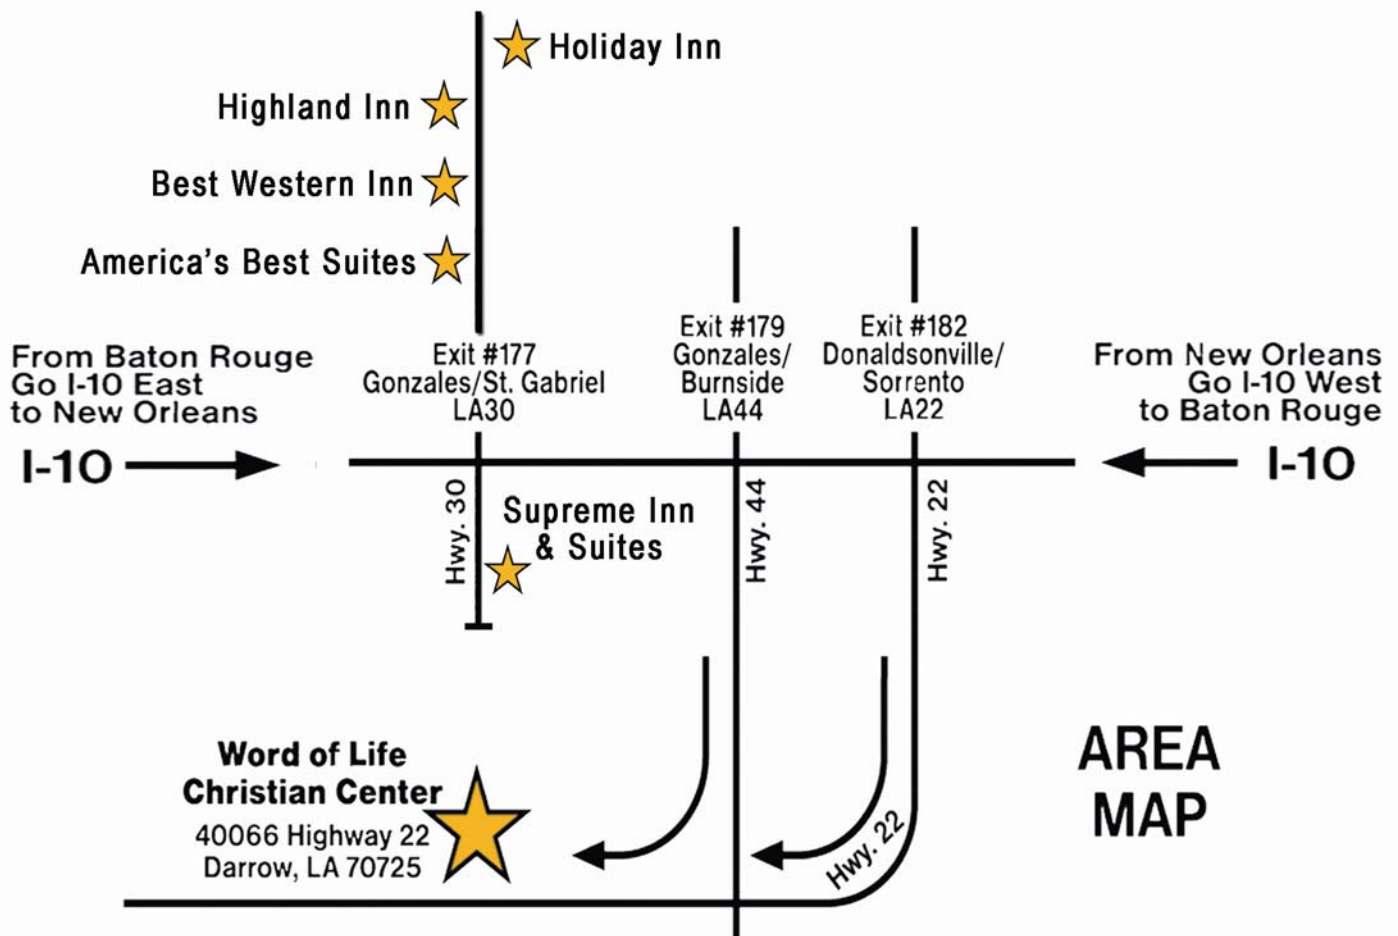 Holiday Inn
Highland Inn
Best Western Inn
America's Best Suites
From Baton Rouge
Go I-10 East
to New Orleans
I-10
Exit #177
Gonzales/St. Gabriel
LA30
Exit #179
Gonzales/
Burnside
LA44
Exit #182
Donaldsonville/
Sorrento
LA22
From New Orleans
Go I-10 West
to Baton Rouge
I-10
Hwy. 30
Supreme Inn
& Suites
Hwy. 44
Hwy. 22
Word of Life
Christian Center
40066 Highway 22
Darrow, LA 70725
Hwy. 22
AREA
MAP